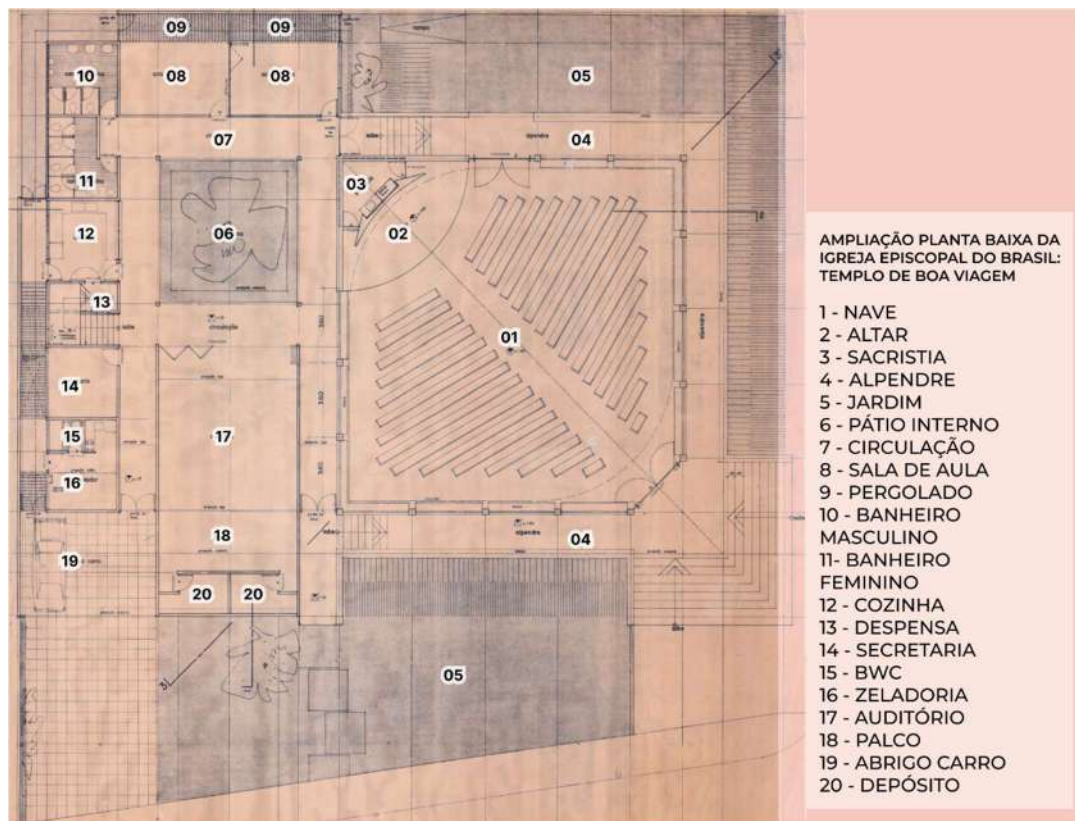 09
09
10
08
08
05
07
04
11
03
12
06
02
13
sobe
circulação
01
14
15
17
16
18
alpendre
04
19
20
20
05
AMPLIAÇÃO PLANTA BAIXA DA
IGREJA EPISCOPAL DO BRASIL:
TEMPLO DE BOA VIAGEM
1 - NAVE
2 - ALTAR
3 - SACRISTIA
4 - ALPENDRE
5 - JARDIM
6 - PÁTIO INTERNO
7 - CIRCULAÇÃO
8 - SALA DE AULA
9 - PERGOLADO
10 - BANHEIRO
MASCULINO
11- BANHEIRO
FEMININO
12 - COZINHA
13 - DESPENSA
14 - SECRETARIA
15 - BWC
16 - ZELADORIA
17 - AUDITÓRIO
18 - PALCO
19 - ABRIGO CARRO
20 - DEPÓSITO